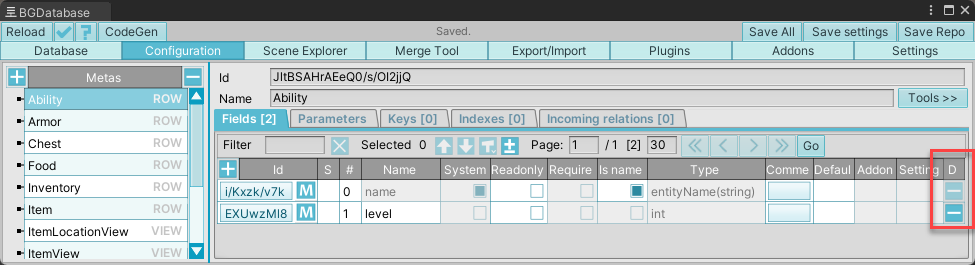 BGDatabase
Reload ? CodeGen Saved. Save All Save settings Save Repo
Database Configuration Scene Explorer Merge Tool Export/Import Plugins Addons Settings
Metas
Ability ROW
Armor ROW
Chest ROW
Food ROW
Inventory ROW
Item ROW
ItemLocationView VIEW
ItemView VIEW
Id JItBSAHrAEeQ0/s/OI2jjQ
Name Ability Tools >>
Fields [2] Parameters Keys [0] Indexes [0] Incoming relations [0]
Filter Selected 0 Page: 1 / 1 [2] 30 Go
Id S # Name System Readonly Require Is name Type Comme Defaul Addon Setting D
i/Kxzk/v7k M 0 name entityName(string)
EXUwzMI8 M 1 level int